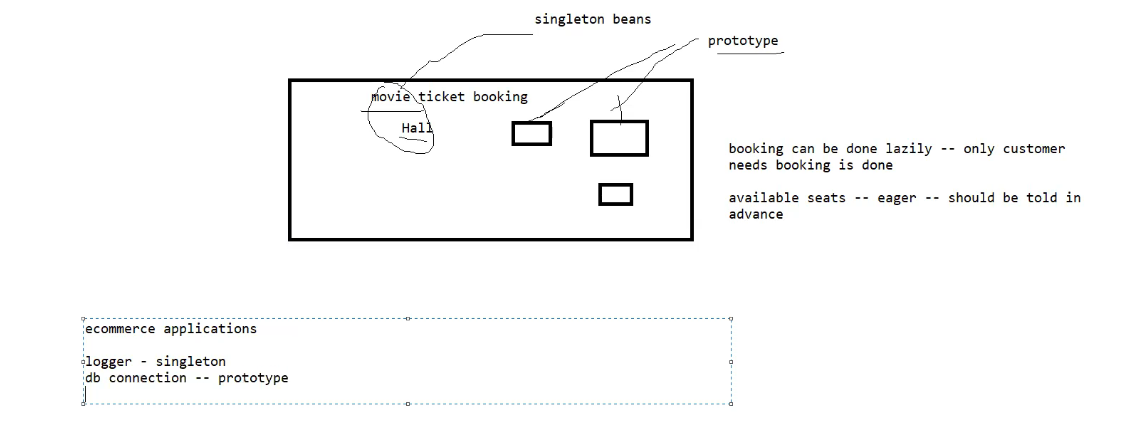 singleton beans
prototype
movie ticket booking
Hall
booking can be done lazily -- only customer
needs booking is done
available seats -- eager -- should be told in
advance
ecommerce applications
logger - singleton
db connection -- prototype